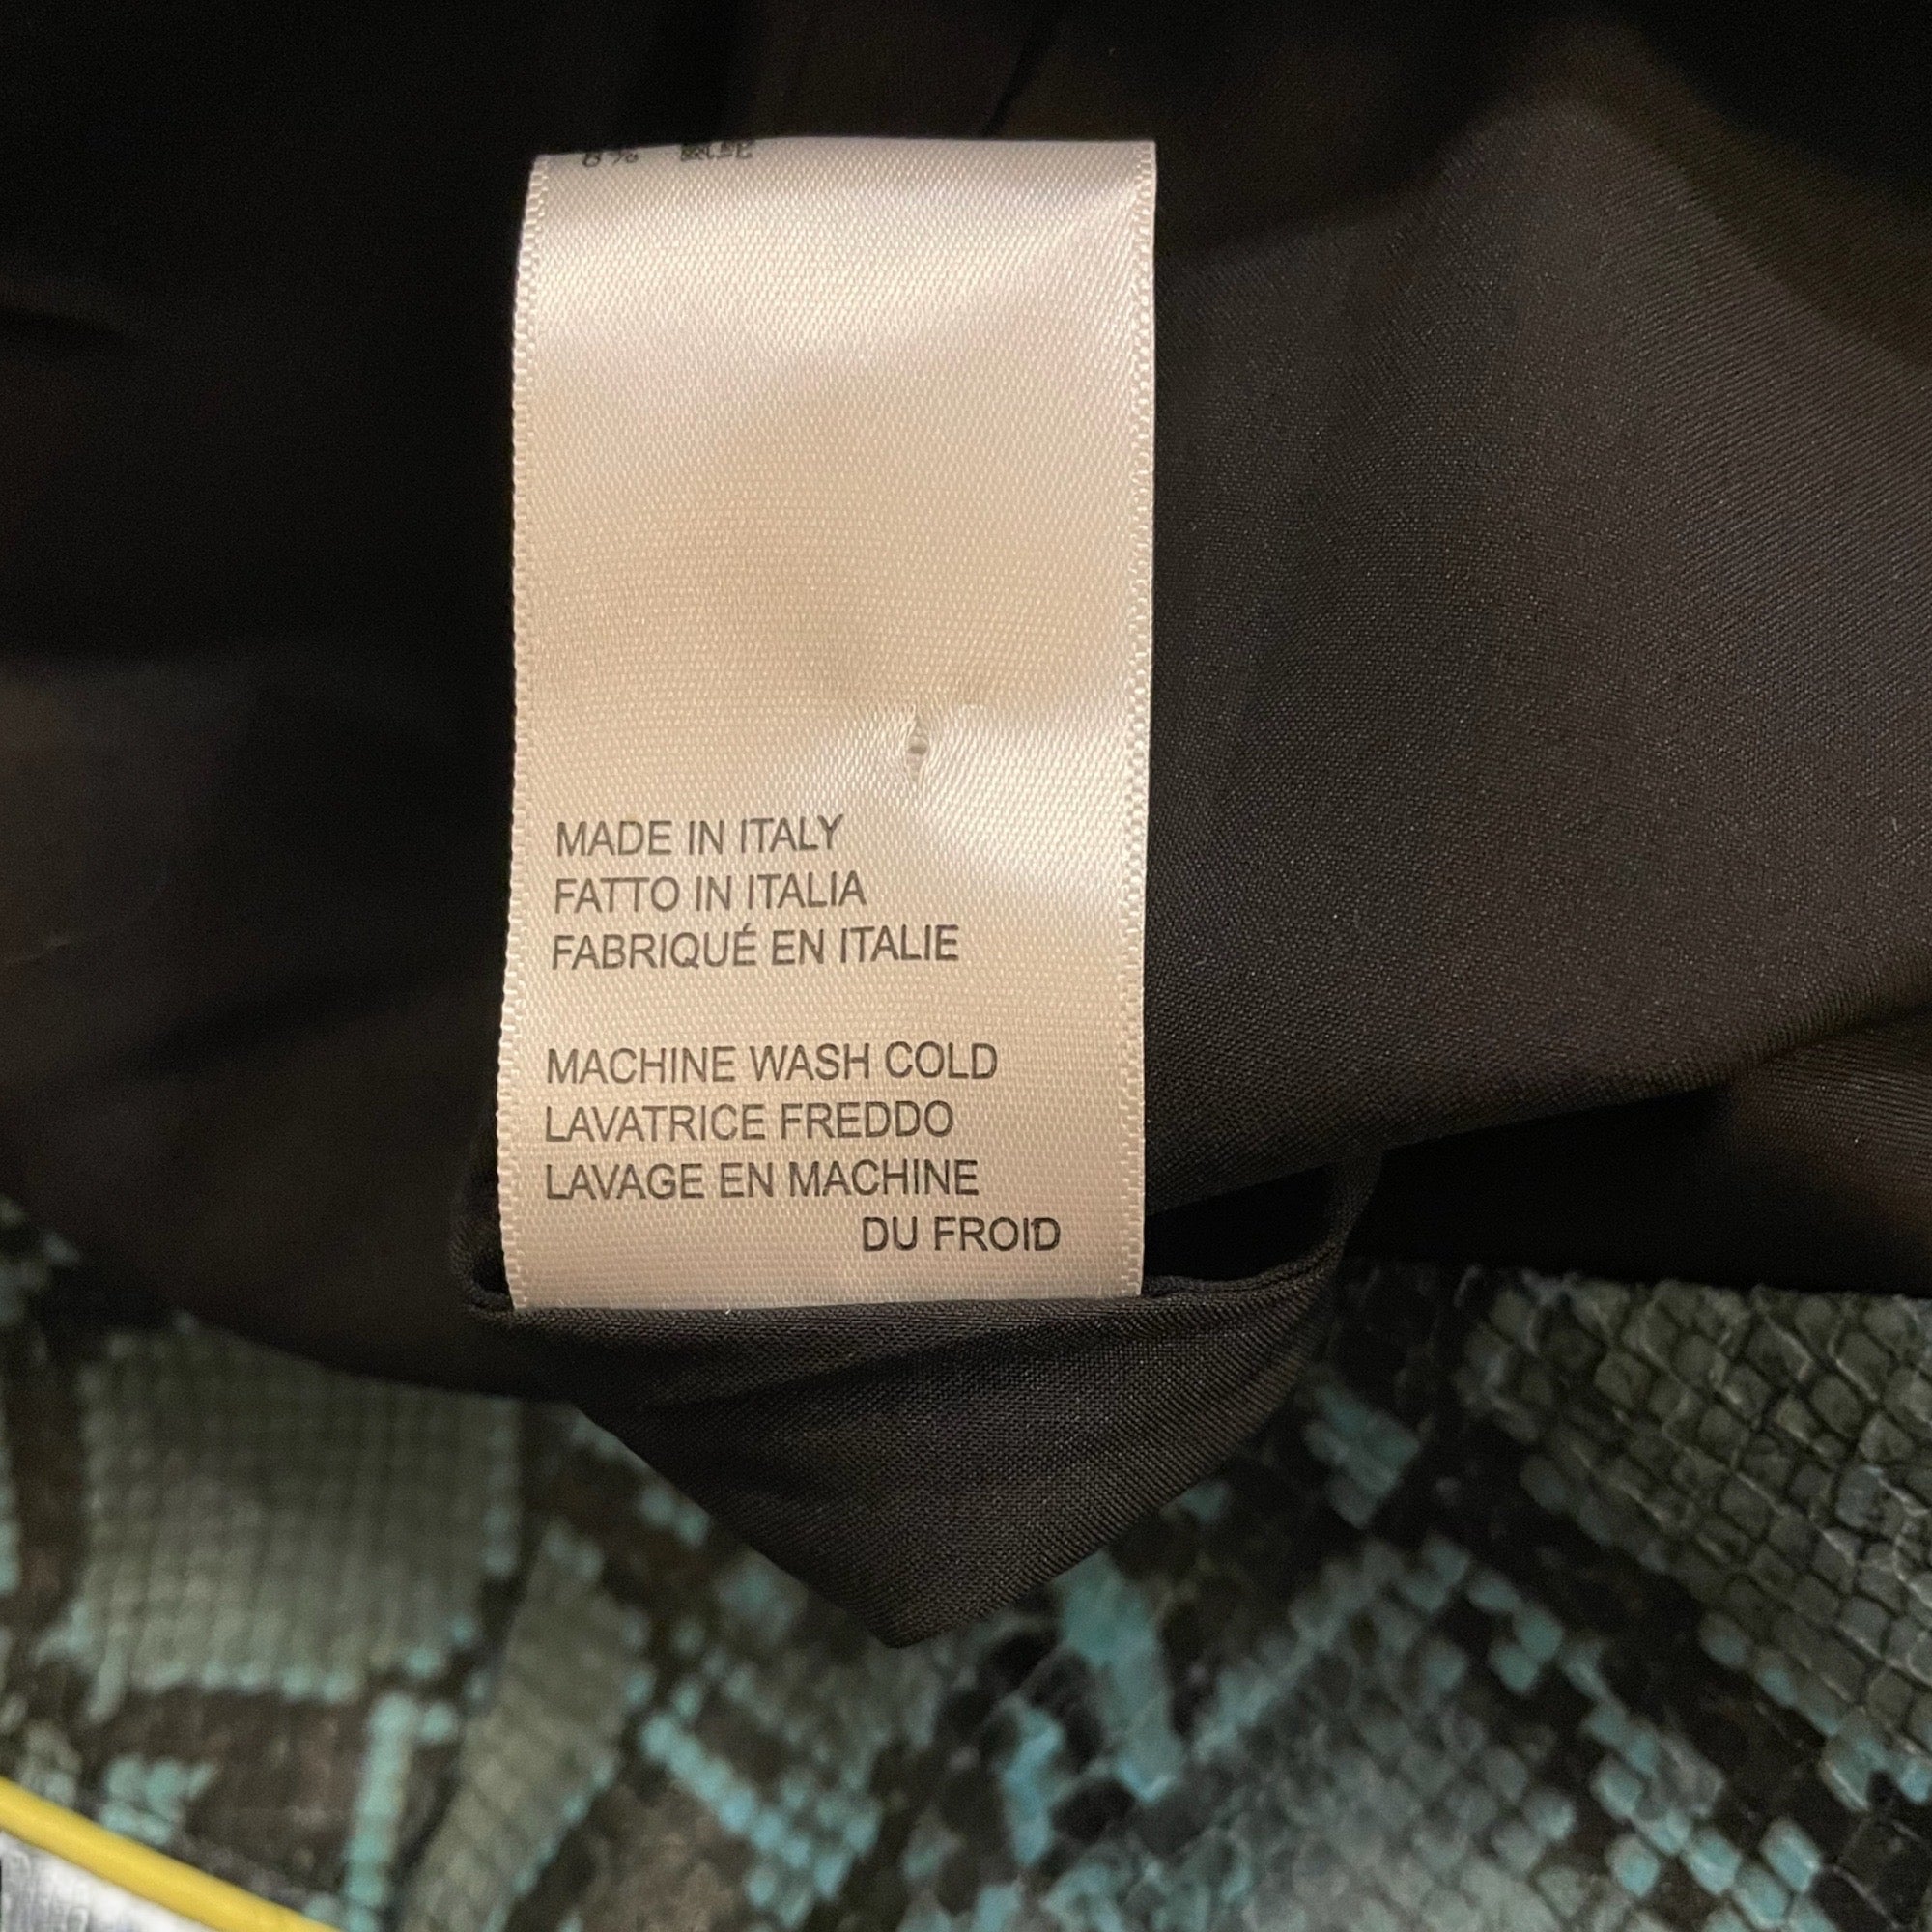 8%
MADE IN ITALY
FATTO IN ITALIA
FABRIQUÉ EN ITALIE
MACHINE WASH COLD
LAVATRICE FREDDO
LAVAGE EN MACHINE
DU FROID